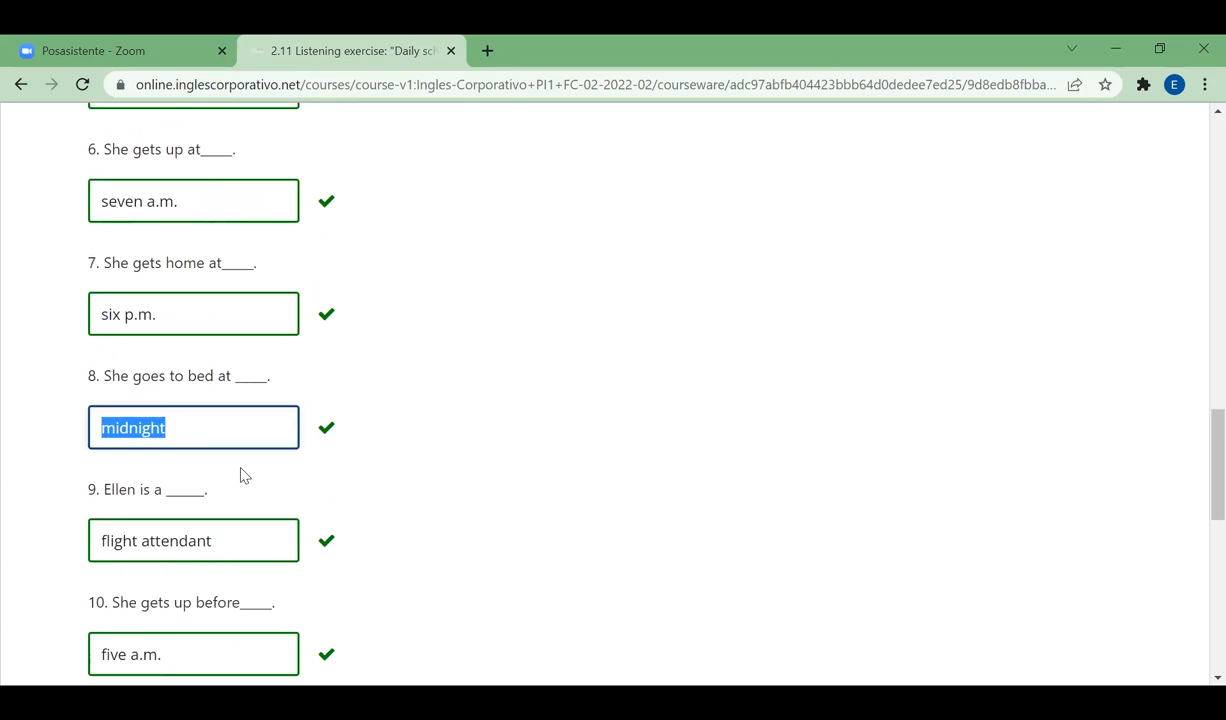 Posasistente - Zoom
2.11 Listening exercise: "Daily sch
online.inglescorporativo.net/courses/course-v1:Ingles-Corporativo+PI1+FC-02-2022-02/courseware/adc97abfb404423bbb64d0dedee7ed25/9d8edb8fbba...
E
6. She gets up at____.
seven a.m.
7. She gets home at____.
six p.m.
8. She goes to bed at ____.
midnight
9. Ellen is a _____.
flight attendant
10. She gets up before____.
five a.m.